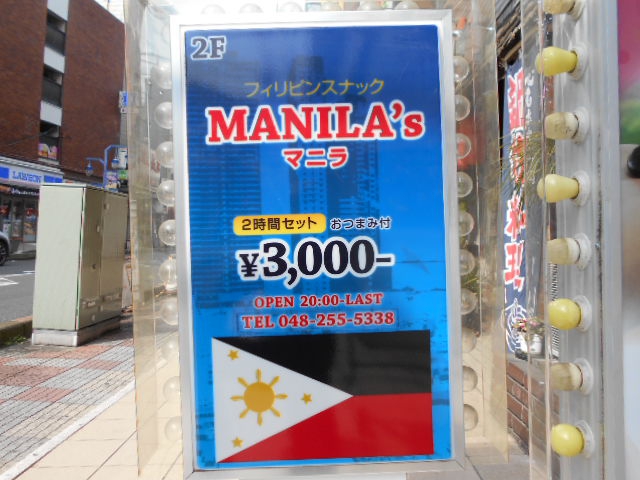 2F
フィリピンスナック
MANILA's
マニラ
2時間セット おつまみ付
¥3,000-
OPEN 20:00-LAST
TEL 048-255-5338
LAWSON